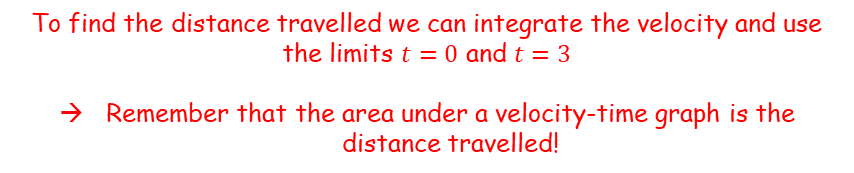 To find the distance travelled we can integrate the velocity and use
the limits t = 0 and t = 3
→ Remember that the area under a velocity-time graph is the
distance travelled!